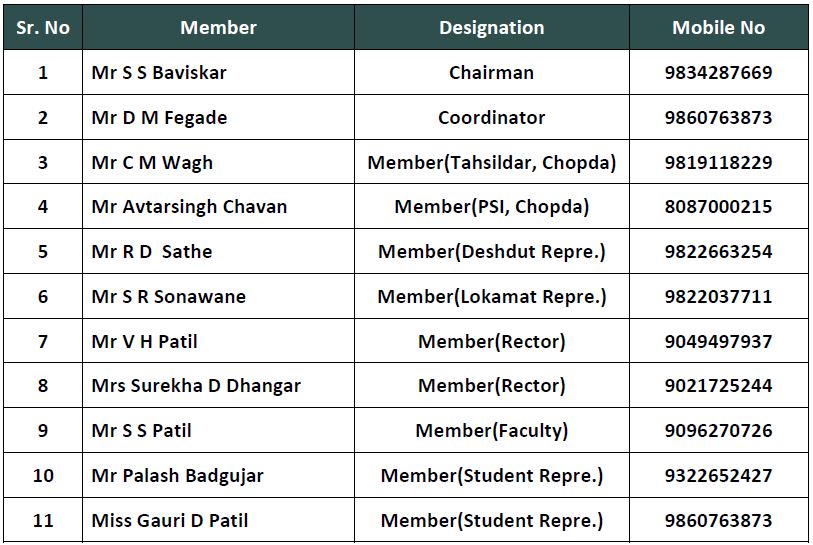 Sr. No Member Designation Mobile No
1 Mr S S Baviskar Chairman 9834287669
2 Mr D M Fegade Coordinator 9860763873
3 Mr C M Wagh Member(Tahsildar, Chopda) 9819118229
4 Mr Avtarsingh Chavan Member(PSI, Chopda) 8087000215
5 Mr R D Sathe Member(Deshdut Repre.) 9822663254
6 Mr S R Sonawane Member(Lokamat Repre.) 9822037711
7 Mr V H Patil Member(Rector) 9049497937
8 Mrs Surekha D Dhangar Member(Rector) 9021725244
9 Mr S S Patil Member(Faculty) 9096270726
10 Mr Palash Badgujar Member(Student Repre.) 9322652427
11 Miss Gauri D Patil Member(Student Repre.) 9860763873